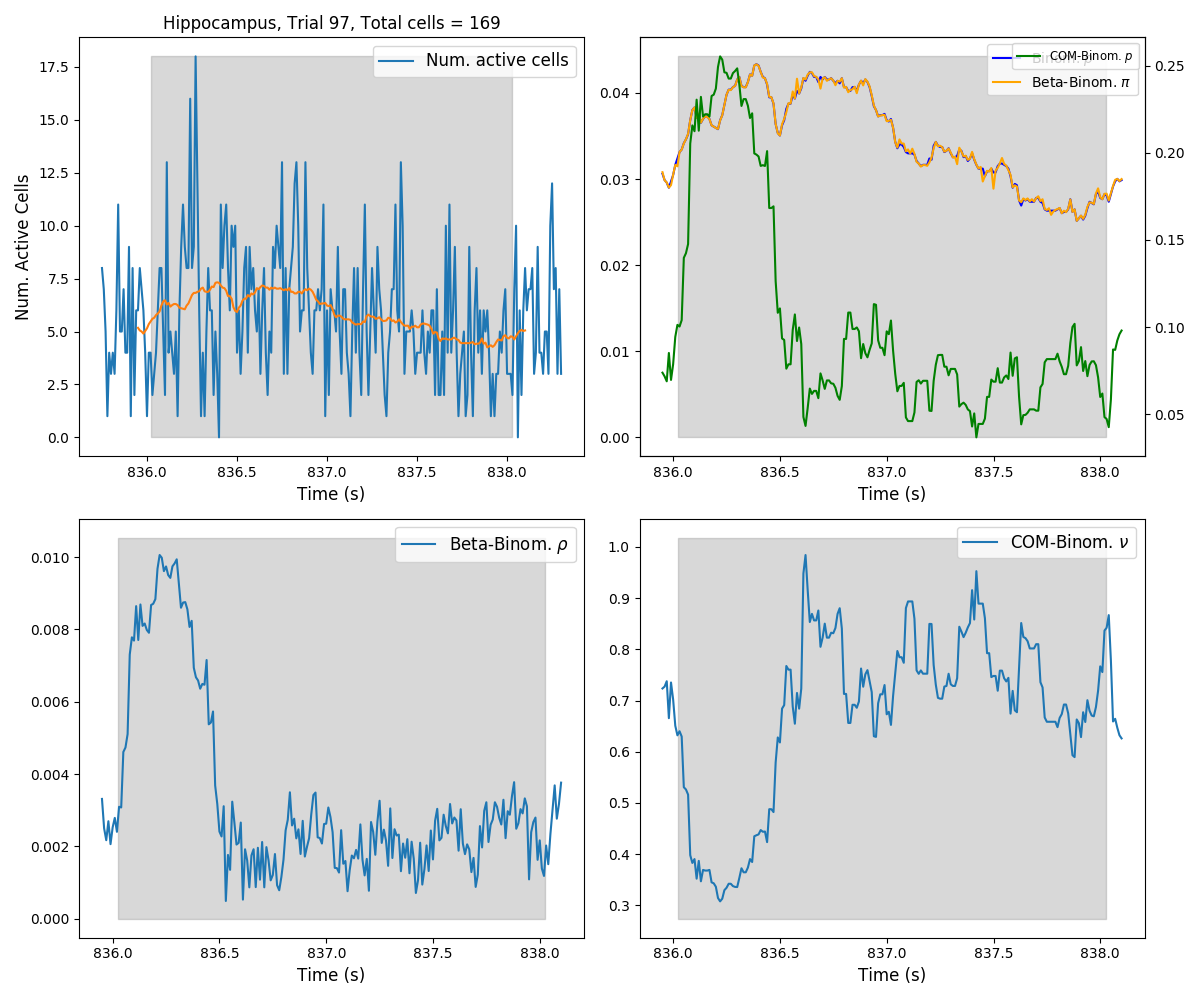 Hippocampus, Trial 97, Total cells = 169
Num. active cells
17.5
15.0
12.5
10.0
7.5
5.0
2.5
0.0
Num. Active Cells
836.0 836.5 837.0 837.5 838.0
Time (s)
COM-Binom. p
Beta-Binom. π
0.04
0.03
0.02
0.01
0.00
0.25
0.20
0.15
0.10
0.05
836.0 836.5 837.0 837.5 838.0
Time (s)
Beta-Binom. ρ
0.010
0.008
0.006
0.004
0.002
0.000
836.0 836.5 837.0 837.5 838.0
Time (s)
COM-Binom. ν
1.0
0.9
0.8
0.7
0.6
0.5
0.4
0.3
836.0 836.5 837.0 837.5 838.0
Time (s)